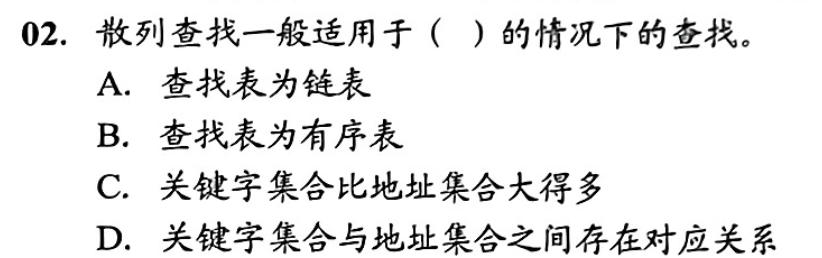 02. 散列查找一般适用于（ ）的情况下的查找。
A. 查找表为链表
B. 查找表为有序表
C. 关键字集合比地址集合大得多
D. 关键字集合与地址集合之间存在对应关系